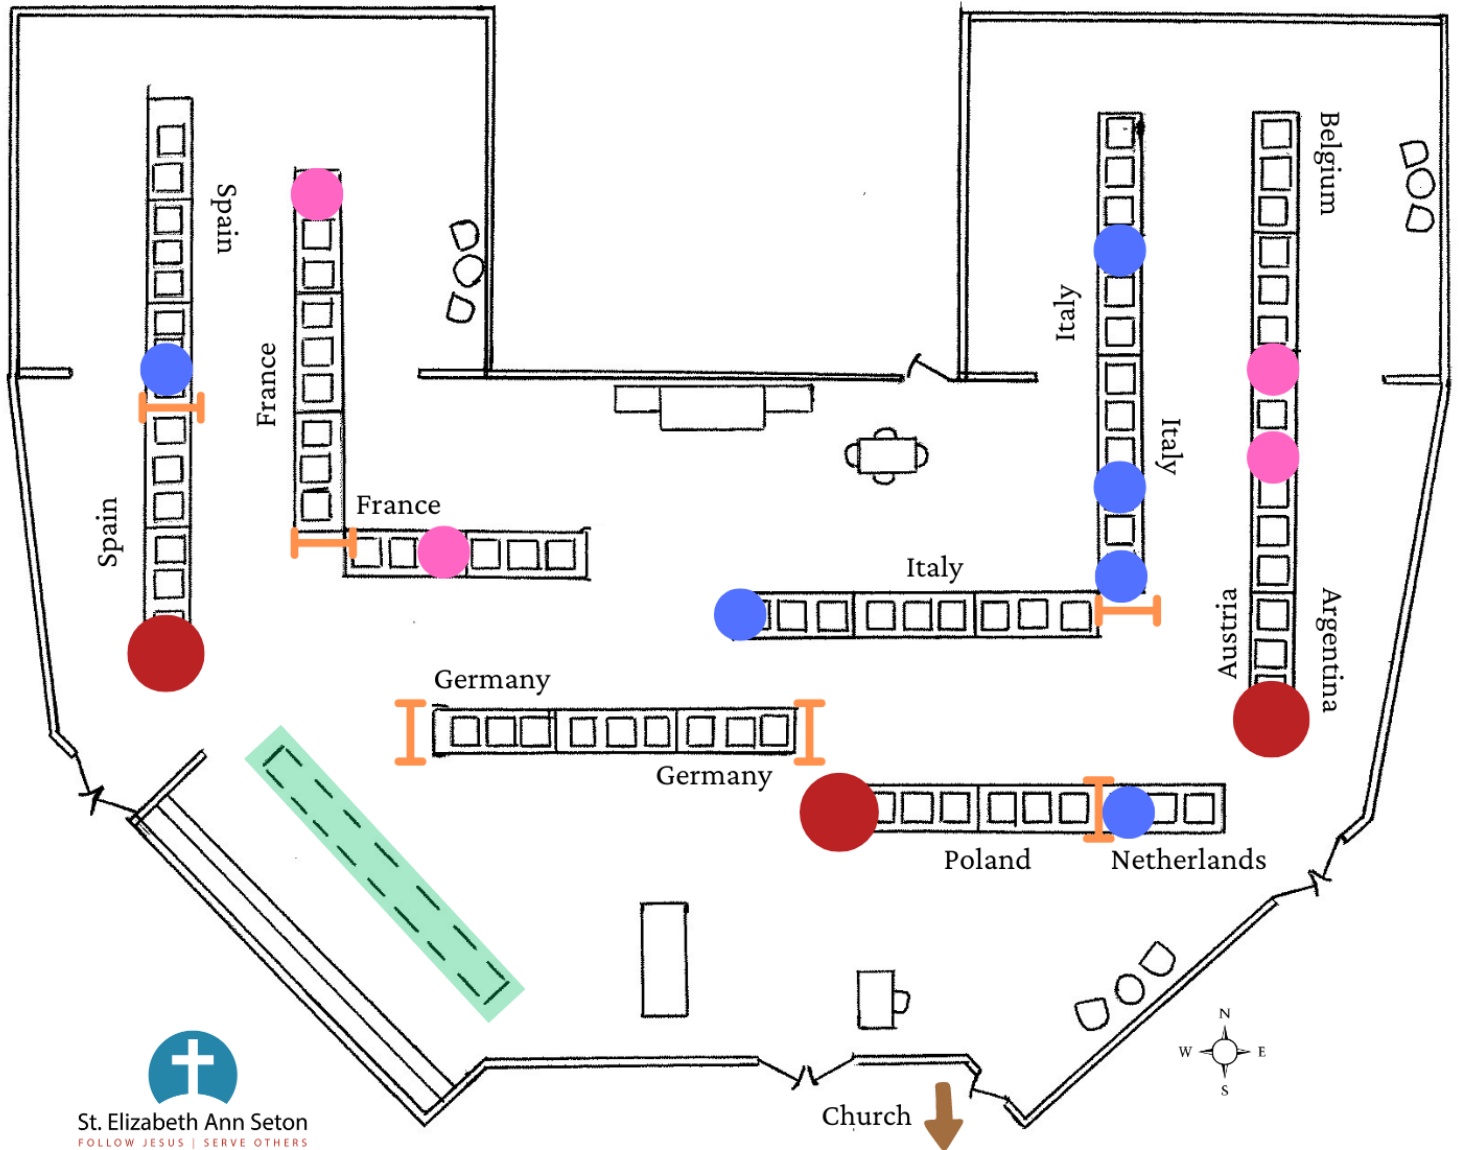 Belgium
Spain
Italy
France
Italy
France
Spain
Italy
Austria
Argentina
Germany
Germany
Poland
Netherlands
N
W
E
S
Church
St. Elizabeth Ann Seton
FOLLOW JESUS | SERVE OTHERS